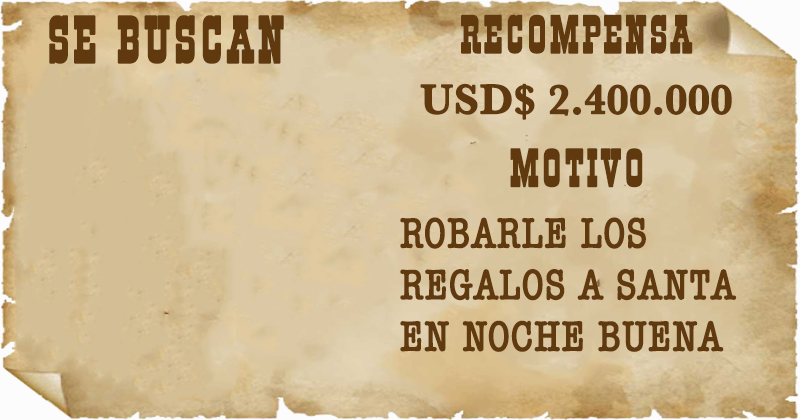 SE BUSCAN
RECOMPENSA
USD$ 2.400.000
MOTIVO
ROBARLE LOS
REGALOS A SANTA
EN NOCHE BUENA